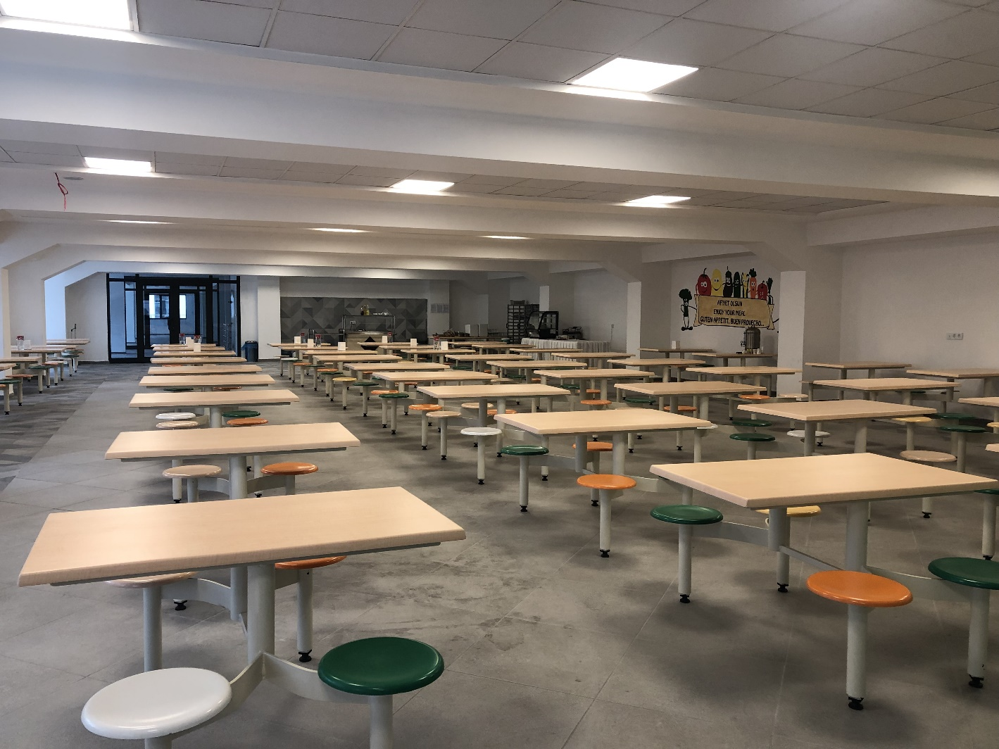 AFİYET OLSUN
ENJOY YOUR MEAL
GUTEN APPETIT, BUEN PROVECHO...